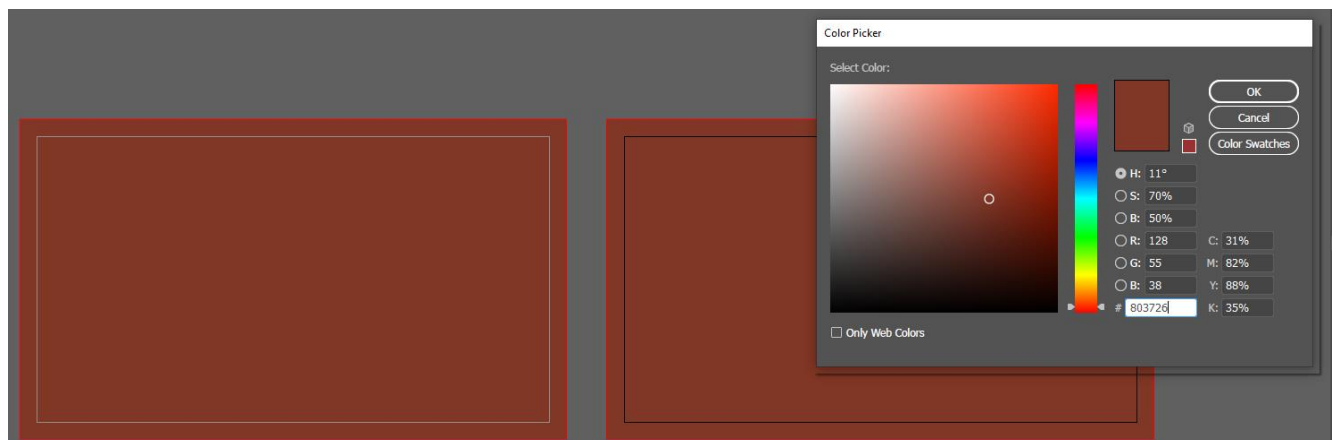 Color Picker
Select Color:
OK
Cancel
Color Swatches
H: 11°
S: 70%
B: 50%
R: 128 C: 31%
G: 55 M: 82%
B: 38 Y: 88%
# 803726 K: 35%
Only Web Colors